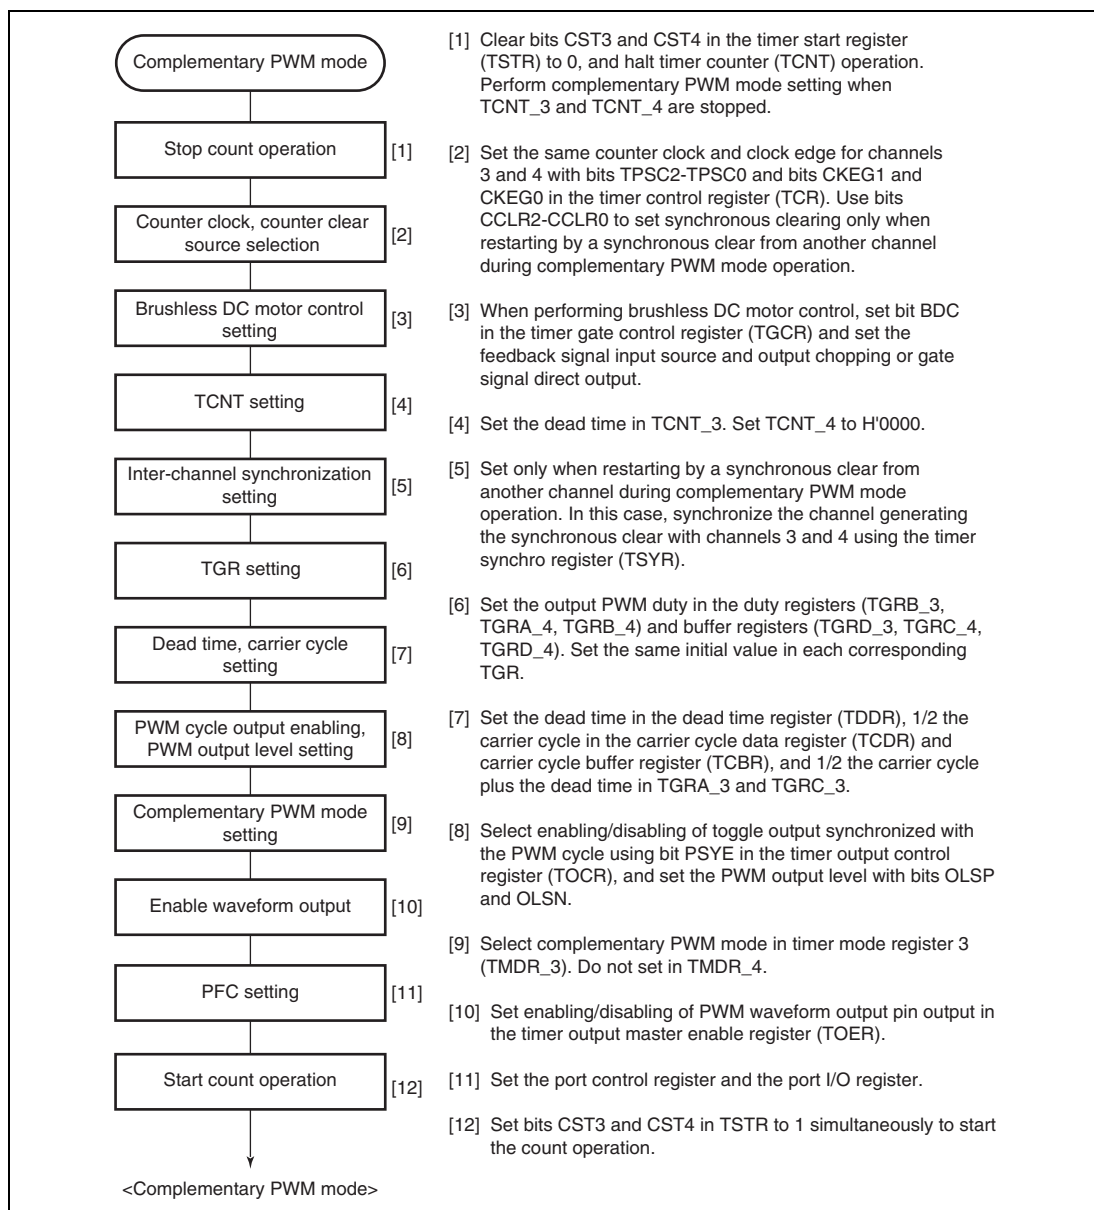 Complementary PWM mode
Stop count operation
[1]
Counter clock, counter clear
source selection
[2]
Brushless DC motor control
setting
[3]
TCNT setting
[4]
Inter-channel synchronization
setting
[5]
TGR setting
[6]
Dead time, carrier cycle
setting
[7]
PWM cycle output enabling,
PWM output level setting
[8]
Complementary PWM mode
setting
[9]
Enable waveform output
[10]
PFC setting
[11]
Start count operation
[12]
<Complementary PWM mode>
[1] Clear bits CST3 and CST4 in the timer start register
(TSTR) to 0, and halt timer counter (TCNT) operation.
Perform complementary PWM mode setting when
TCNT_3 and TCNT_4 are stopped.
[2] Set the same counter clock and clock edge for channels
3 and 4 with bits TPSC2-TPSC0 and bits CKEG1 and
CKEG0 in the timer control register (TCR). Use bits
CCLR2-CCLR0 to set synchronous clearing only when
restarting by a synchronous clear from another channel
during complementary PWM mode operation.
[3] When performing brushless DC motor control, set bit BDC
in the timer gate control register (TGCR) and set the
feedback signal input source and output chopping or gate
signal direct output.
[4] Set the dead time in TCNT_3. Set TCNT_4 to H'0000.
[5] Set only when restarting by a synchronous clear from
another channel during complementary PWM mode
operation. In this case, synchronize the channel generating
the synchronous clear with channels 3 and 4 using the timer
synchro register (TSYR).
[6] Set the output PWM duty in the duty registers (TGRB_3,
TGRA_4, TGRB_4) and buffer registers (TGRD_3, TGRC_4,
TGRD_4). Set the same initial value in each corresponding
TGR.
[7] Set the dead time in the dead time register (TDDR), 1/2 the
carrier cycle in the carrier cycle data register (TCDR) and
carrier cycle buffer register (TCBR), and 1/2 the carrier cycle
plus the dead time in TGRA_3 and TGRC_3.
[8] Select enabling/disabling of toggle output synchronized with
the PWM cycle using bit PSYE in the timer output control
register (TOCR), and set the PWM output level with bits OLSP
and OLSN.
[9] Select complementary PWM mode in timer mode register 3
(TMDR_3). Do not set in TMDR_4.
[10] Set enabling/disabling of PWM waveform output pin output in
the timer output master enable register (TOER).
[11] Set the port control register and the port I/O register.
[12] Set bits CST3 and CST4 in TSTR to 1 simultaneously to start
the count operation.